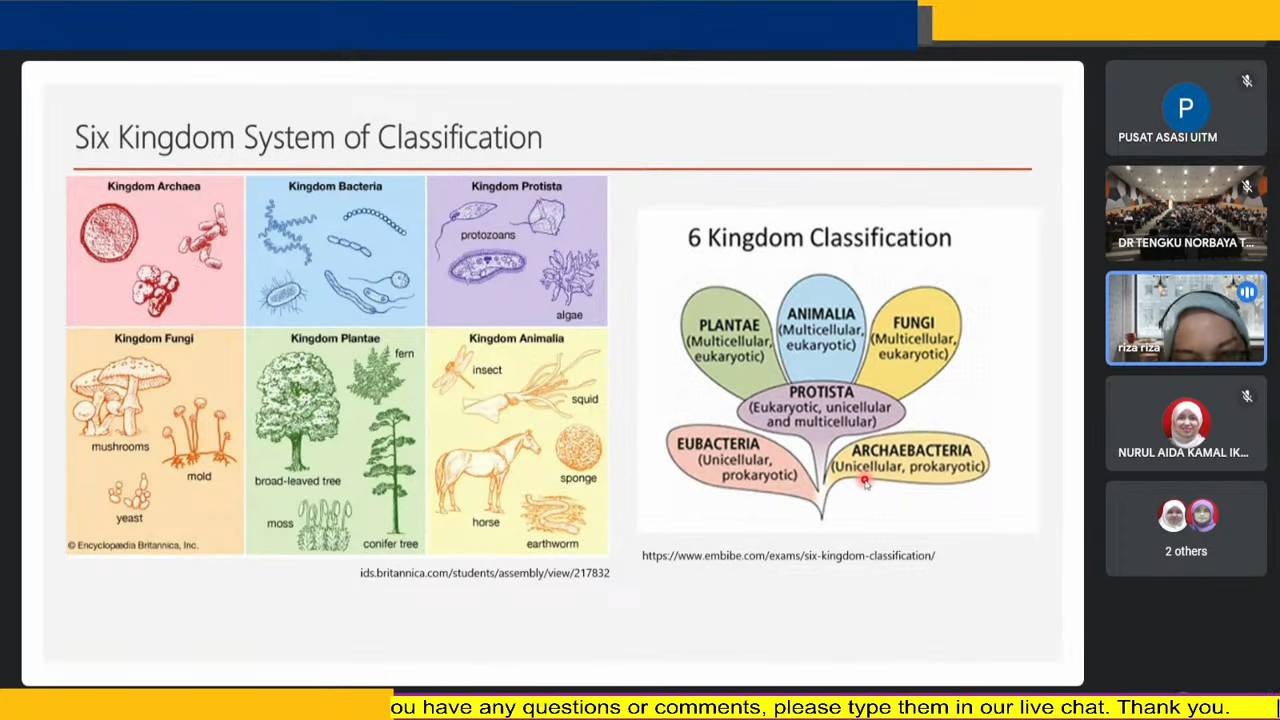 Six Kingdom System of Classification
Kingdom Archaea
Kingdom Bacteria
Kingdom Protista
protozoans
algae
Kingdom Fungi
mushrooms
mold
yeast
© Encyclopædia Britannica, Inc.
Kingdom Plantae
fern
broad-leaved tree
moss
conifer tree
Kingdom Animalia
insect
squid
sponge
horse
earthworm
ids.britannica.com/students/assembly/view/217832
6 Kingdom Classification
PLANTAE
(Multicellular,
eukaryotic)
ANIMALIA
(Multicellular,
eukaryotic)
FUNGI
(Multicellular,
eukaryotic)
PROTISTA
(Eukaryotic, unicellular
and multicellular)
EUBACTERIA
(Unicellular,
prokaryotic)
ARCHAEBACTERIA
(Unicellular, prokaryotic)
https://www.embibe.com/exams/six-kingdom-classification/
P
PUSAT ASASI UITM
DR TENGKU NORBAYA T...
riza riza
NURUL AIDA KAMAL IK...
2 others
ou have any questions or comments, please type them in our live chat. Thank you.